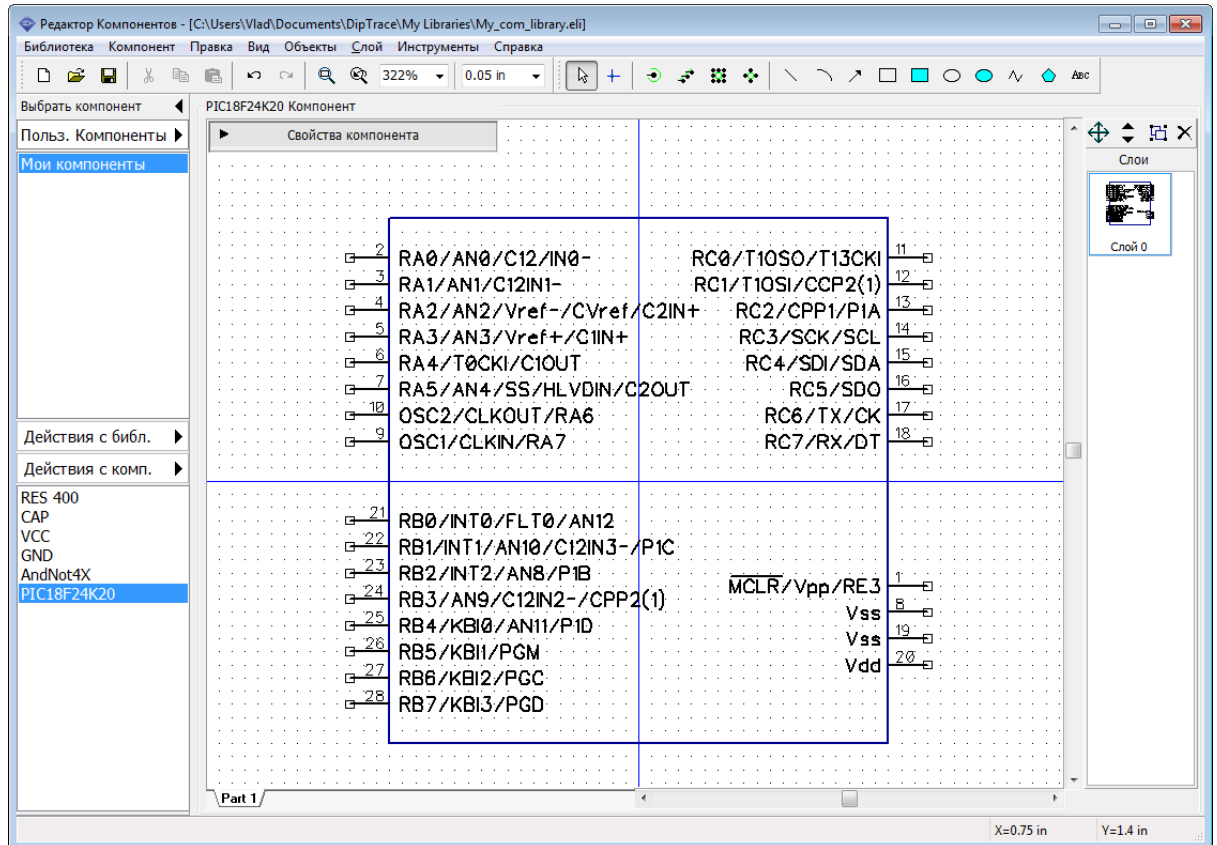 Редактор Компонентов - [C:\Users\Vlad\Documents\DipTrace\My Libraries\My_com_library.eli]
Библиотека Компонент Правка Вид Объекты Слой Инструменты Справка
322% 0.05 in ABC
Выбрать компонент
PIC18F24K20 Компонент
Польз. Компоненты
Свойства компонента
Мои компоненты
Слои
Слой 0
2 RA0/AN0/C12/IN0- RC0/T1OSO/T13CKI 11
3 RA1/AN1/C12IN1- RC1/T1OSI/CCP2(1) 12
4 RA2/AN2/Vref-/CVref/C2IN+ RC2/CPP1/P1A 13
5 RA3/AN3/Vref+/C1IN+ RC3/SCK/SCL 14
6 RA4/T0CKI/C1OUT RC4/SDI/SDA 15
7 RA5/AN4/SS/HLVDIN/C2OUT RC5/SDO 16
10 OSC2/CLKOUT/RA6 RC6/TX/CK 17
9 OSC1/CLKIN/RA7 RC7/RX/DT 18
Действия с библ.
Действия с комп.
RES 400
CAP
VCC
GND
AndNot4X
PIC18F24K20
21 RB0/INT0/FLT0/AN12
22 RB1/INT1/AN10/C12IN3-/P1C
23 RB2/INT2/AN8/P1B
24 RB3/AN9/C12IN2-/CPP2(1)
25 RB4/KBI0/AN11/P1D
26 RB5/KBI1/PGM
27 RB6/KBI2/PGC
28 RB7/KBI3/PGD
MCLR/Vpp/RE3 1
Vss 8
Vss 19
Vdd 20
Part 1
X=0.75 in Y=1.4 in